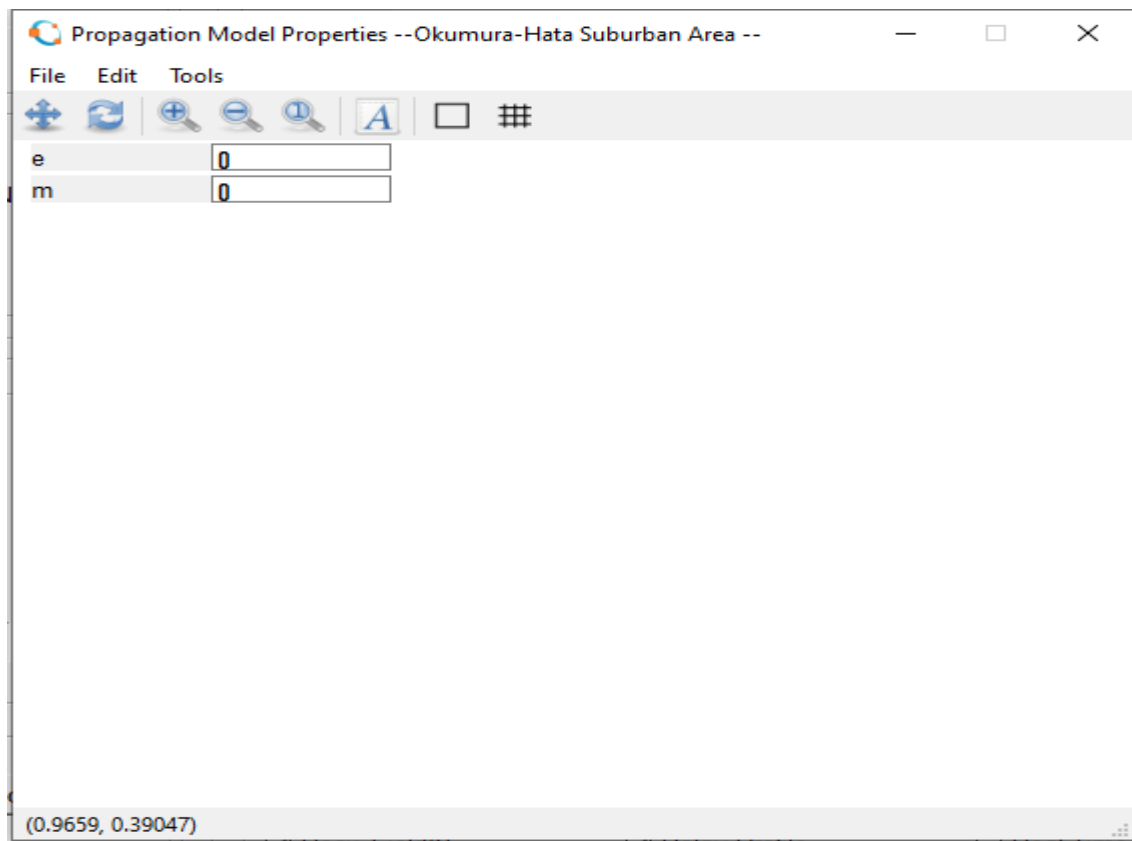 Propagation Model Properties --Okumura-Hata Suburban Area --
File Edit Tools
A
e 0
m 0
(0.9659, 0.39047)